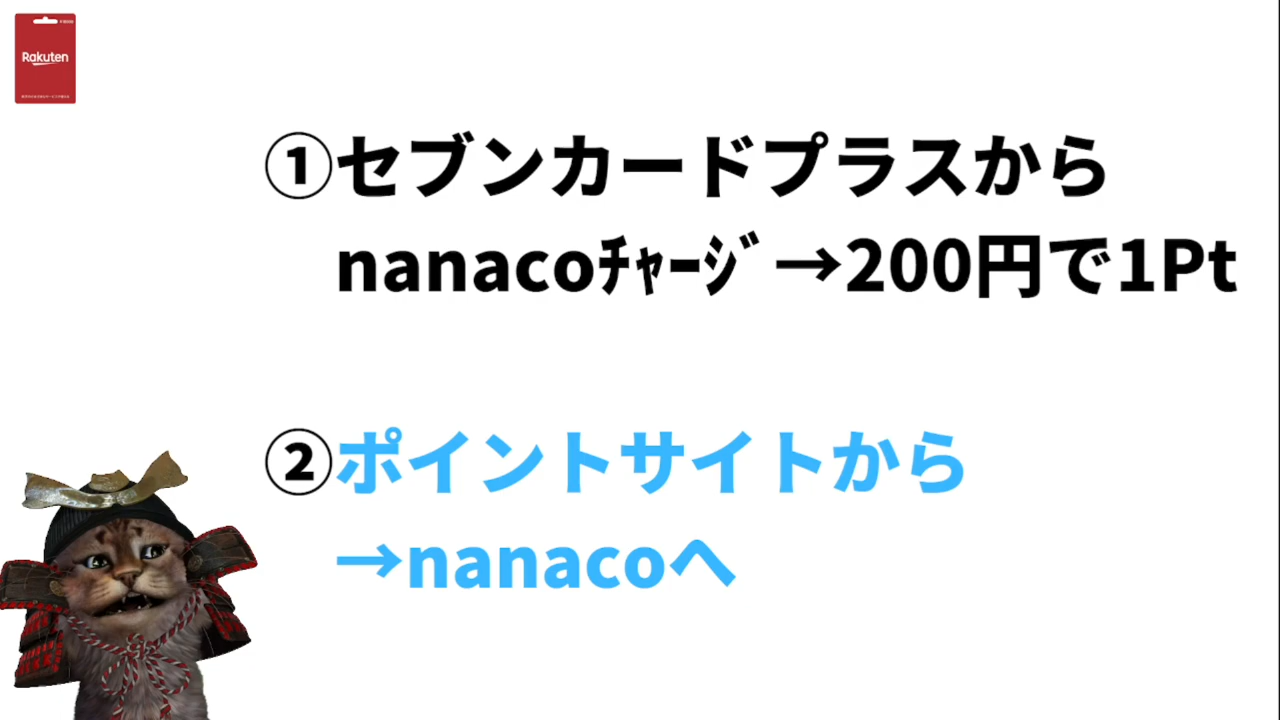 Rakuten
①セブンカードプラスから
nanacoﾁｬｰｼﾞ→200円で1Pt
②ポイントサイトから
→nanacoへ